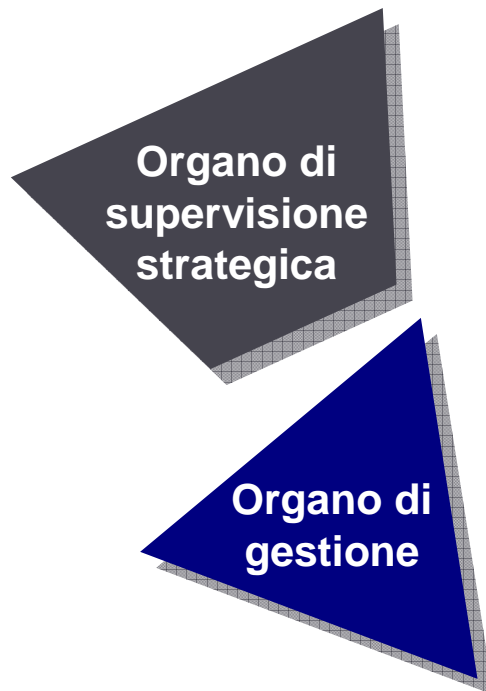 Organo di
supervisione
strategica
Organo di
gestione